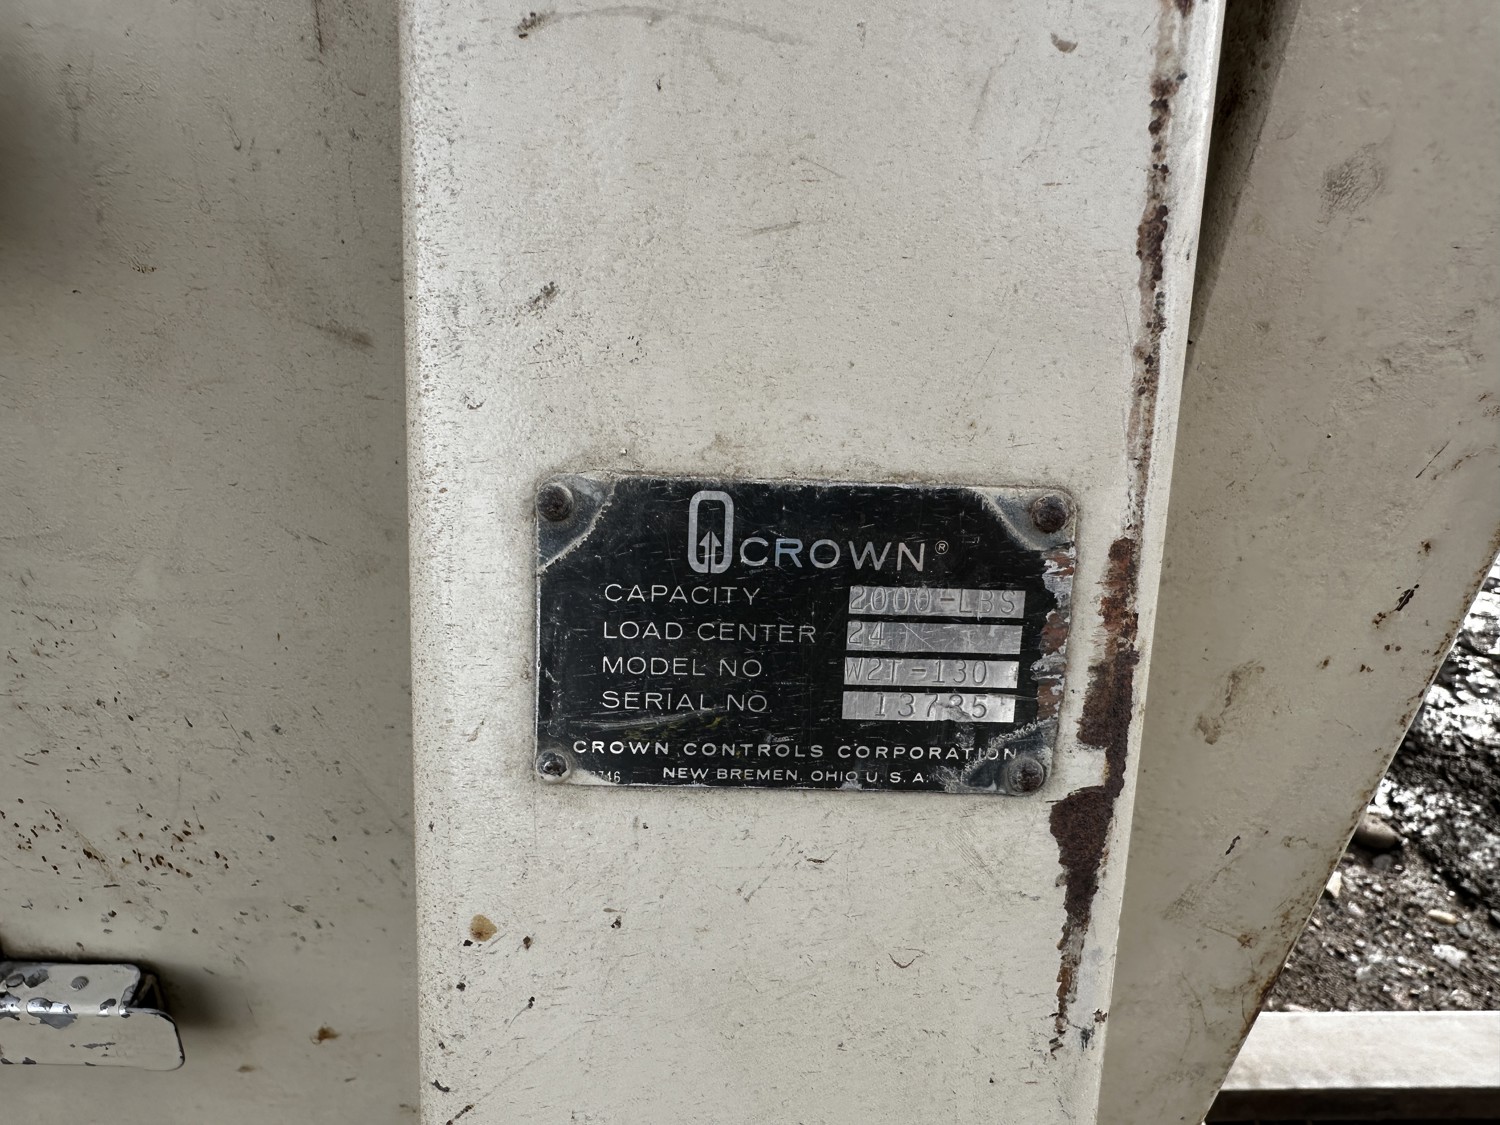 CROWN®
CAPACITY 2000-LBS
LOAD CENTER 24
MODEL NO. W2T-130
SERIAL NO. 13735
CROWN CONTROLS CORPORATION
NEW BREMEN, OHIO U.S.A.